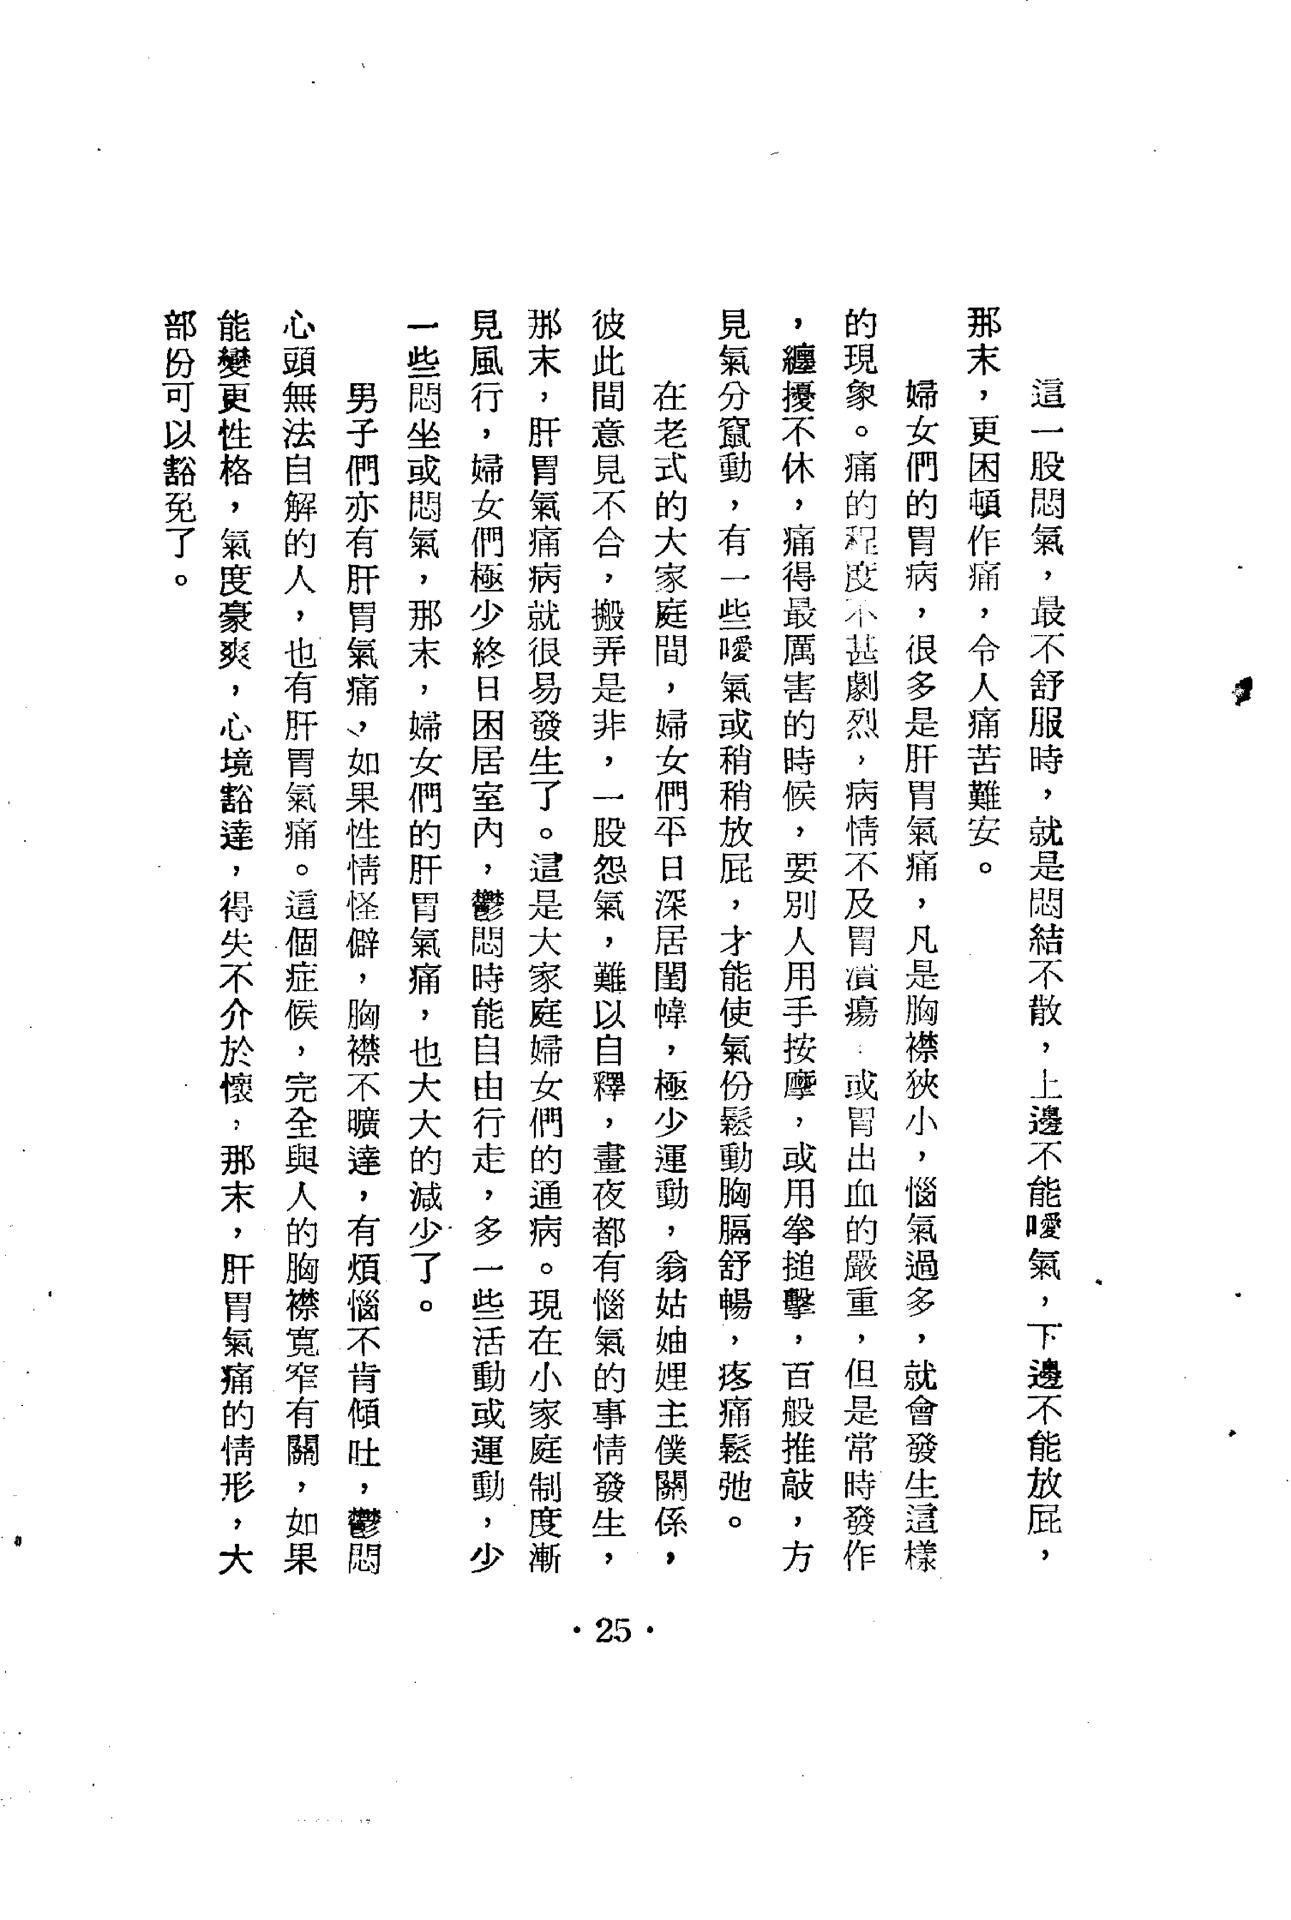 這一股悶氣，最不舒服時，就是悶結不散，上邊不能噯氣，下邊不能放屁，
那末，更困頓作痛，令人痛苦難安。
婦女們的胃病，很多是肝胃氣痛，凡是胸襟狹小，惱氣過多，就會發生這樣
的現象。痛的程度不甚劇烈，病情不及胃潰瘍，或胃出血的嚴重，但是常時發作
，纏擾不休，痛得最厲害的時候，要別人用手按摩，或用拳搥擊，百般推敲，方
見氣分竄動，有一些噯氣或稍稍放屁，才能使氣份鬆動胸膈舒暢，疼痛鬆弛。
在老式的大家庭間，婦女們平日深居閨幃，極少運動，翁姑妯娌主僕關係，
彼此間意見不合，搬弄是非，一股怨氣，難以自釋，晝夜都有惱氣的事情發生，
那末，肝胃氣痛病就很易發生了。這是大家庭婦女們的通病。現在小家庭制度漸
見風行，婦女們極少終日困居室內，鬱悶時能自由行走，多一些活動或運動，少
一些悶坐或悶氣，那末，婦女們的肝胃氣痛，也大大的減少了。
男子們亦有肝胃氣痛，如果性情怪僻，胸襟不曠達，有煩惱不肯傾吐，鬱悶
心頭無法自解的人，也有肝胃氣痛。這個症候，完全與人的胸襟寬窄有關，如果
能變更性格，氣度豪爽，心境豁達，得失不介於懷，那末，肝胃氣痛的情形，大
部份可以豁免了。
·25·